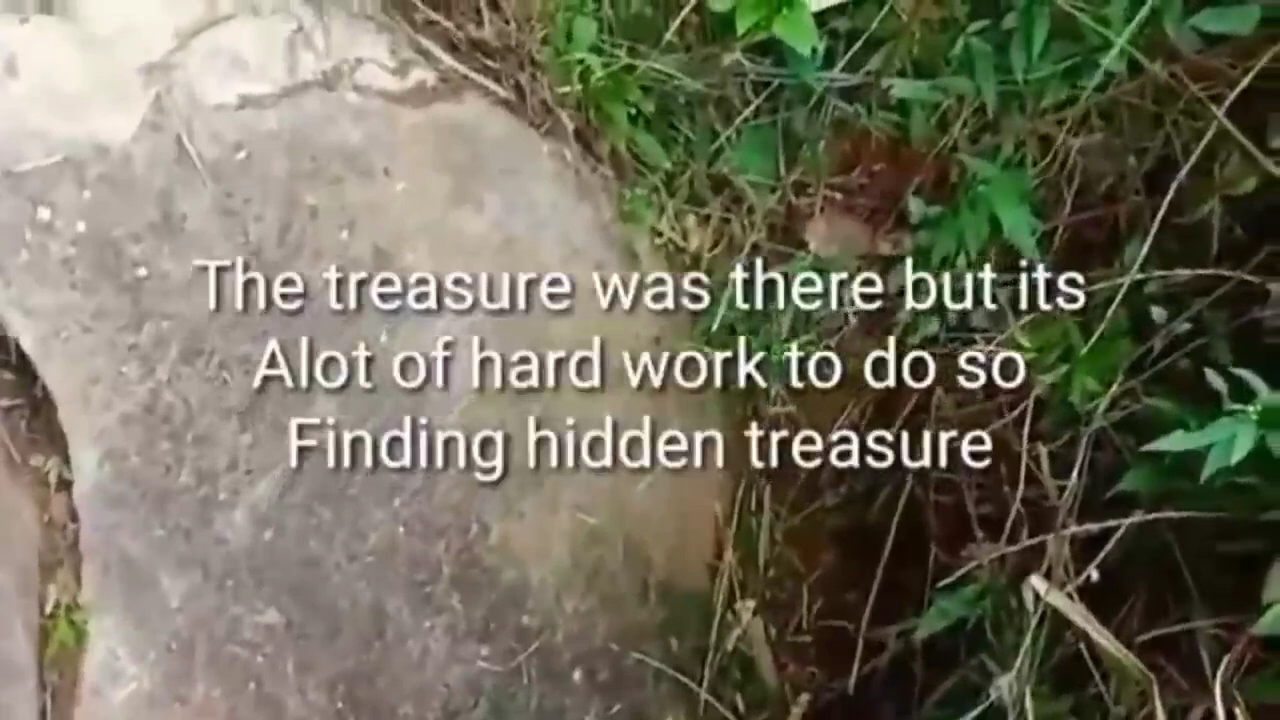 The treasure was there but its
Alot of hard work to do so
Finding hidden treasure